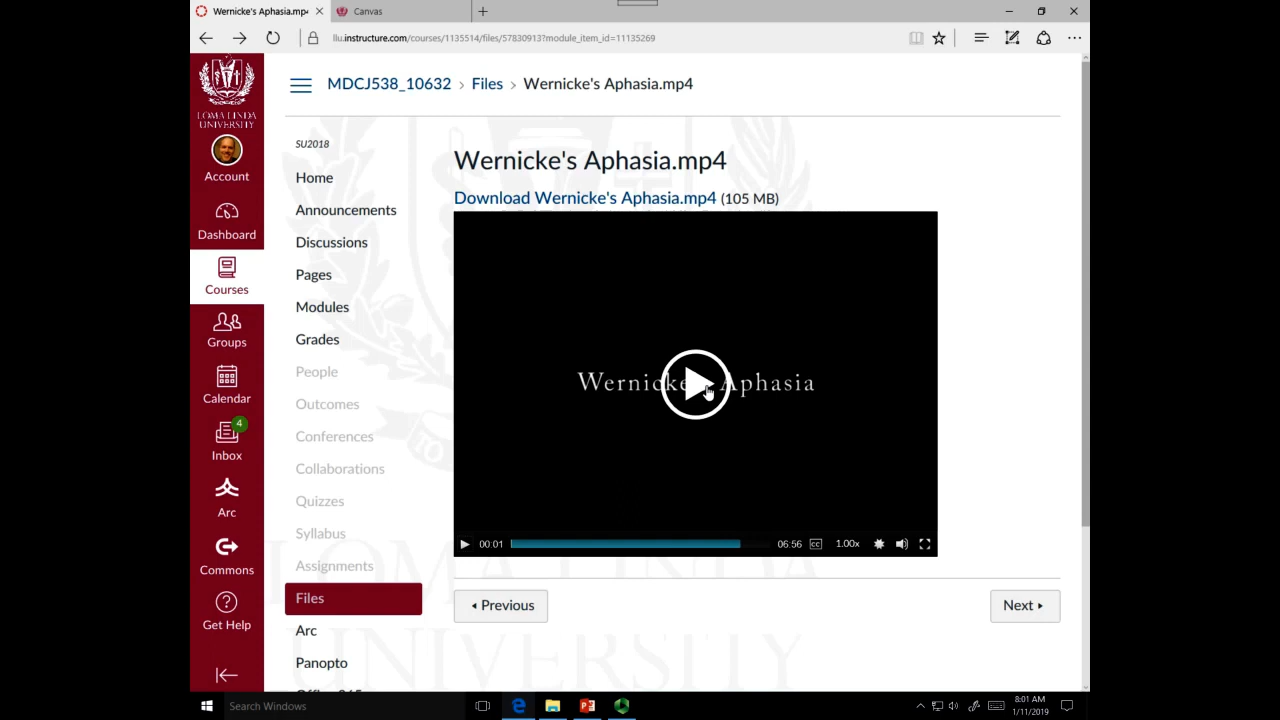 Wernicke's Aphasia.mp4
Canvas
llu.instructure.com/courses/1135514/files/57830913?module_item_id=11135269
LOMA LINDA
UNIVERSITY
Account
Dashboard
Courses
Groups
Calendar
4
Inbox
Arc
Commons
Get Help
MDCJ538_10632 › Files › Wernicke's Aphasia.mp4
SU2018
Home
Announcements
Discussions
Pages
Modules
Grades
People
Outcomes
Conferences
Collaborations
Quizzes
Syllabus
Assignments
Files
Arc
Panopto
Wernicke's Aphasia.mp4
Download Wernicke's Aphasia.mp4 (105 MB)
Wernicke's Aphasia
00:01 06:56 CC 1.00x
Previous Next
LOMA LINDA
UNIVERSITY
Search Windows
8:01 AM
1/11/2019